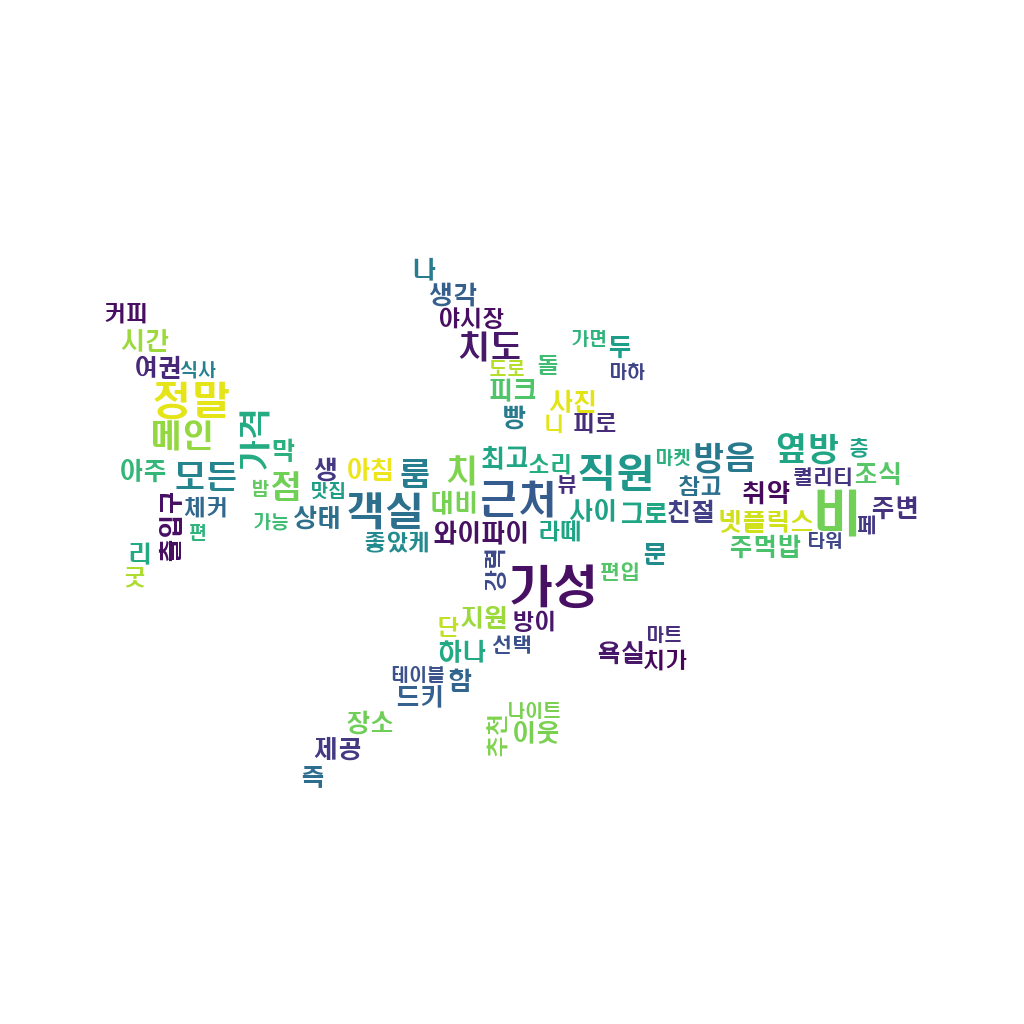 나
생각
커피
야시장
시간
치도
가면
두
여권
식사
도로
돌
마하
정말
피크
사진
메인
가격
빵
니
피로
막
최고
소리
마켓
방음
옆방
층
아주
모든
밤
점
생
맛집
아침
룸
치
뷰
직원
참고
취약
퀄리티
조식
출입구
체커
편
가능
상태
객실
대비
근처
사이
그로
친절
넷플릭스
비
페
주변
좋았게
와이파이
라떼
주먹밥
타워
리
굿
강력
가성
편입
문
단
지원
방이
하나
선택
욕실
마트
치가
테이블
함
드키
장소
추천
나이트
이웃
제공
즉